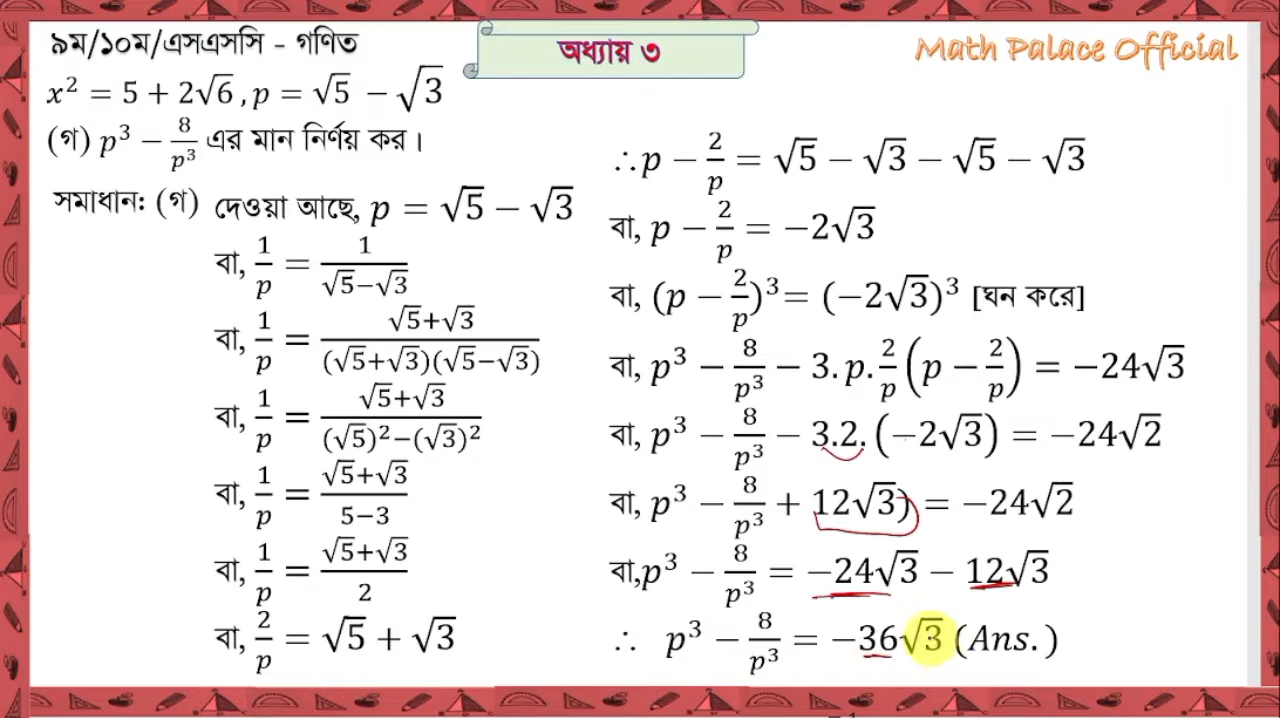 ৯ম/১০ম/এসএসসি - গণিত
অধ্যায় ৩
Math Palace Official
x² = 5 + 2√6 , p = √5 − √3
(গ) p³ − 8/p³ এর মান নির্ণয় কর।
সমাধানঃ (গ) দেওয়া আছে, p = √5 − √3
বা, 1/p = 1/(√5−√3)
বা, 1/p = (√5+√3)/((√5+√3)(√5−√3))
বা, 1/p = (√5+√3)/((√5)²−(√3)²)
বা, 1/p = (√5+√3)/(5−3)
বা, 1/p = (√5+√3)/2
বা, 2/p = √5 + √3
∴p − 2/p = √5 − √3 − √5 − √3
বা, p − 2/p = −2√3
বা, (p − 2/p)³= (−2√3)³ [ঘন করে]
বা, p³ − 8/p³ − 3.p.2/p(p − 2/p) = −24√3
বা, p³ − 8/p³ − 3.2.(−2√3) = −24√2
বা, p³ − 8/p³ + 12√3) = −24√2
বা,p³ − 8/p³ = −24√3 − 12√3
∴ p³ − 8/p³ = −36√3 (Ans.)